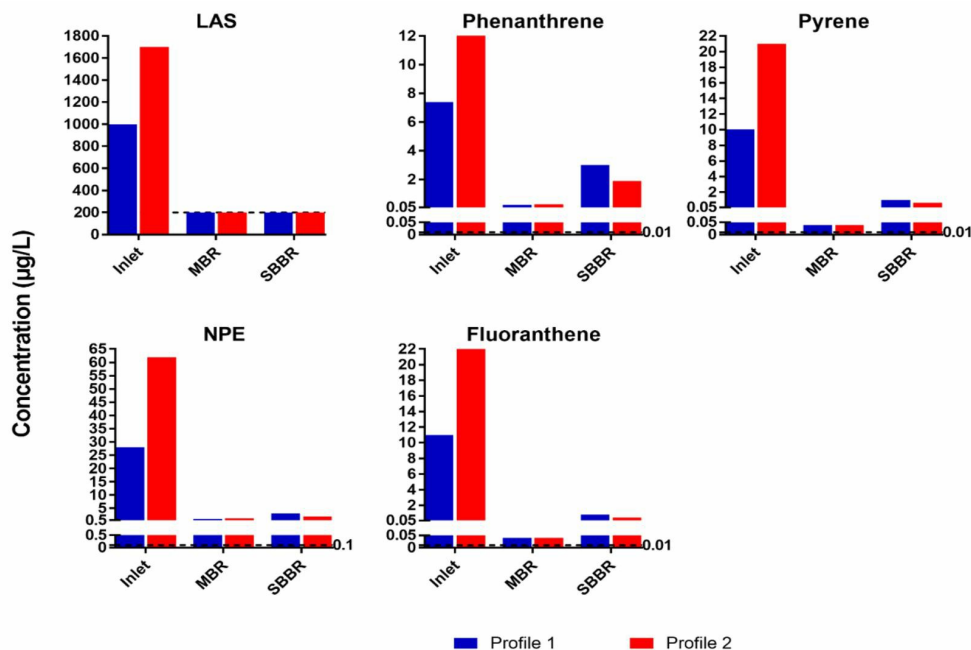 LAS
1800
1600
1400
1200
1000
800
600
400
200
0
Inlet
MBR
SBBR
Phenanthrene
12
10
8
6
4
2
0.05
0.05
0
0.01
Inlet
MBR
SBBR
Pyrene
22
20
18
16
14
12
10
8
6
4
2
0.05
0.05
0
0.01
Inlet
MBR
SBBR
Concentration (µg/L)
NPE
65
60
55
50
45
40
35
30
25
20
15
10
5
0.5
0.5
0
0.1
Inlet
MBR
SBBR
Fluoranthene
22
20
18
16
14
12
10
8
6
4
2
0.05
0.05
0
0.01
Inlet
MBR
SBBR
Profile 1
Profile 2